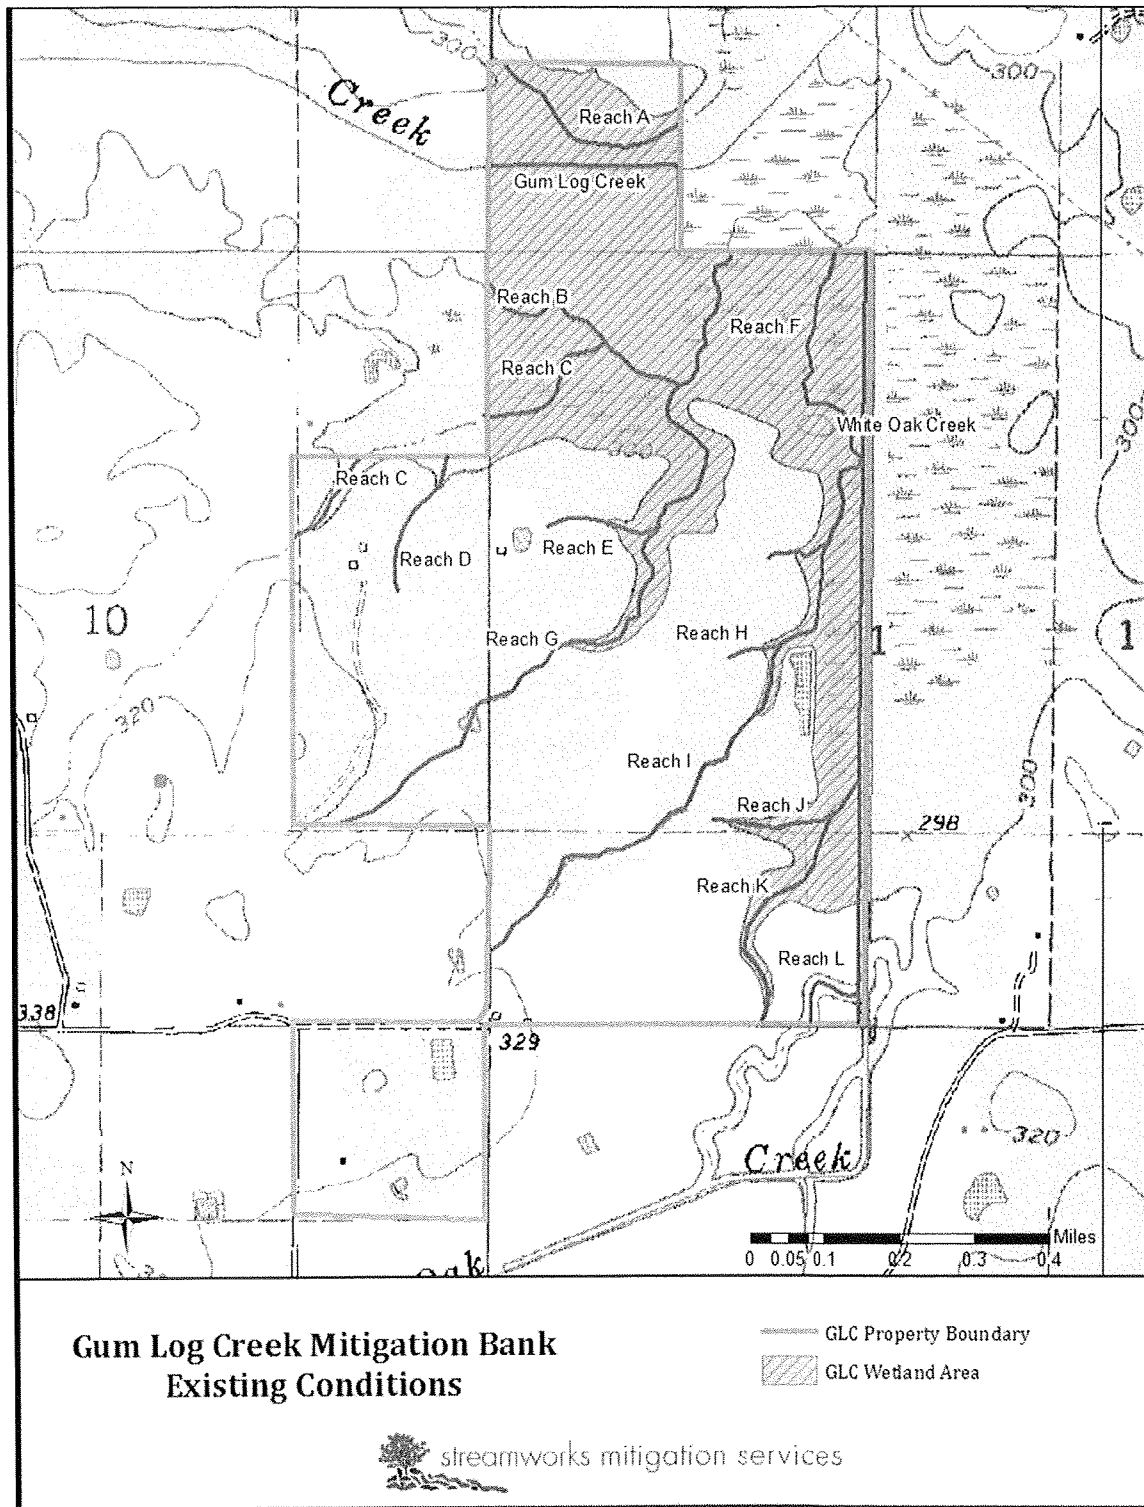 300
300
Creek
Reach A
Gum Log Creek
Reach B
Reach F
Reach C
White Oak Creek
300
Reach C
Reach E
Reach D
10
Reach G
Reach H
1
1
320
Reach I
300
Reach J
298
Reach K
Reach L
338
329
320
Creek
N
Miles
0 0.05 0.1 0.2 0.3 0.4
Gum Log Creek Mitigation Bank
Existing Conditions
GLC Property Boundary
GLC Wetland Area
streamworks mitigation services